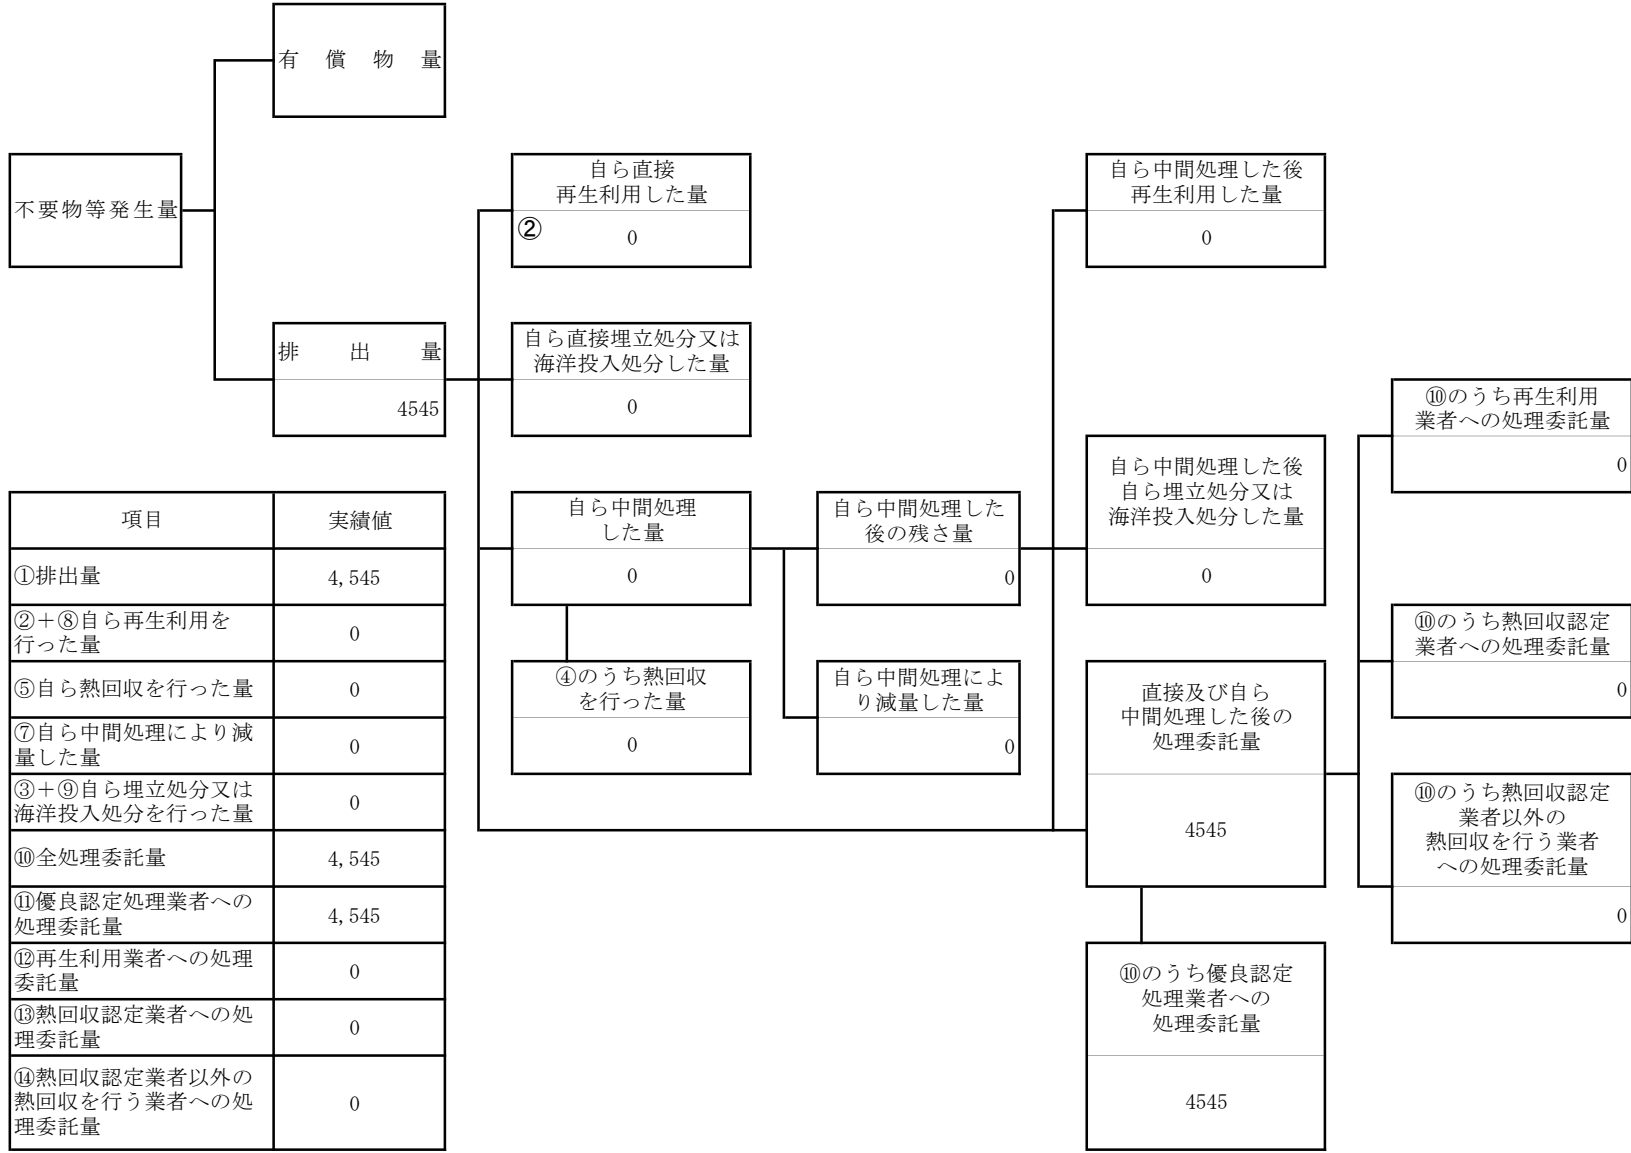 有償物量
不要物等発生量
排出量
4545
自ら直接
再生利用した量
②
0
自ら直接埋立処分又は
海洋投入処分した量
0
自ら中間処理
した量
0
④のうち熱回収
を行った量
0
自ら中間処理した
後の残さ量
0
自ら中間処理によ
り減量した量
0
自ら中間処理した後
再生利用した量
0
自ら中間処理した後
自ら埋立処分又は
海洋投入処分した量
0
直接及び自ら
中間処理した後の
処理委託量
4545
⑩のうち優良認定
処理業者への
処理委託量
4545
⑩のうち再生利用
業者への処理委託量
0
⑩のうち熱回収認定
業者への処理委託量
0
⑩のうち熱回収認定
業者以外の
熱回収を行う業者
への処理委託量
0
項目 実績値
①排出量 4,545
②＋⑧自ら再生利用を
行った量 0
⑤自ら熱回収を行った量 0
⑦自ら中間処理により減
量した量 0
③＋⑨自ら埋立処分又は
海洋投入処分を行った量 0
⑩全処理委託量 4,545
⑪優良認定処理業者への
処理委託量 4,545
⑫再生利用業者への処理
委託量 0
⑬熱回収認定業者への処
理委託量 0
⑭熱回収認定業者以外の
熱回収を行う業者への処
理委託量 0